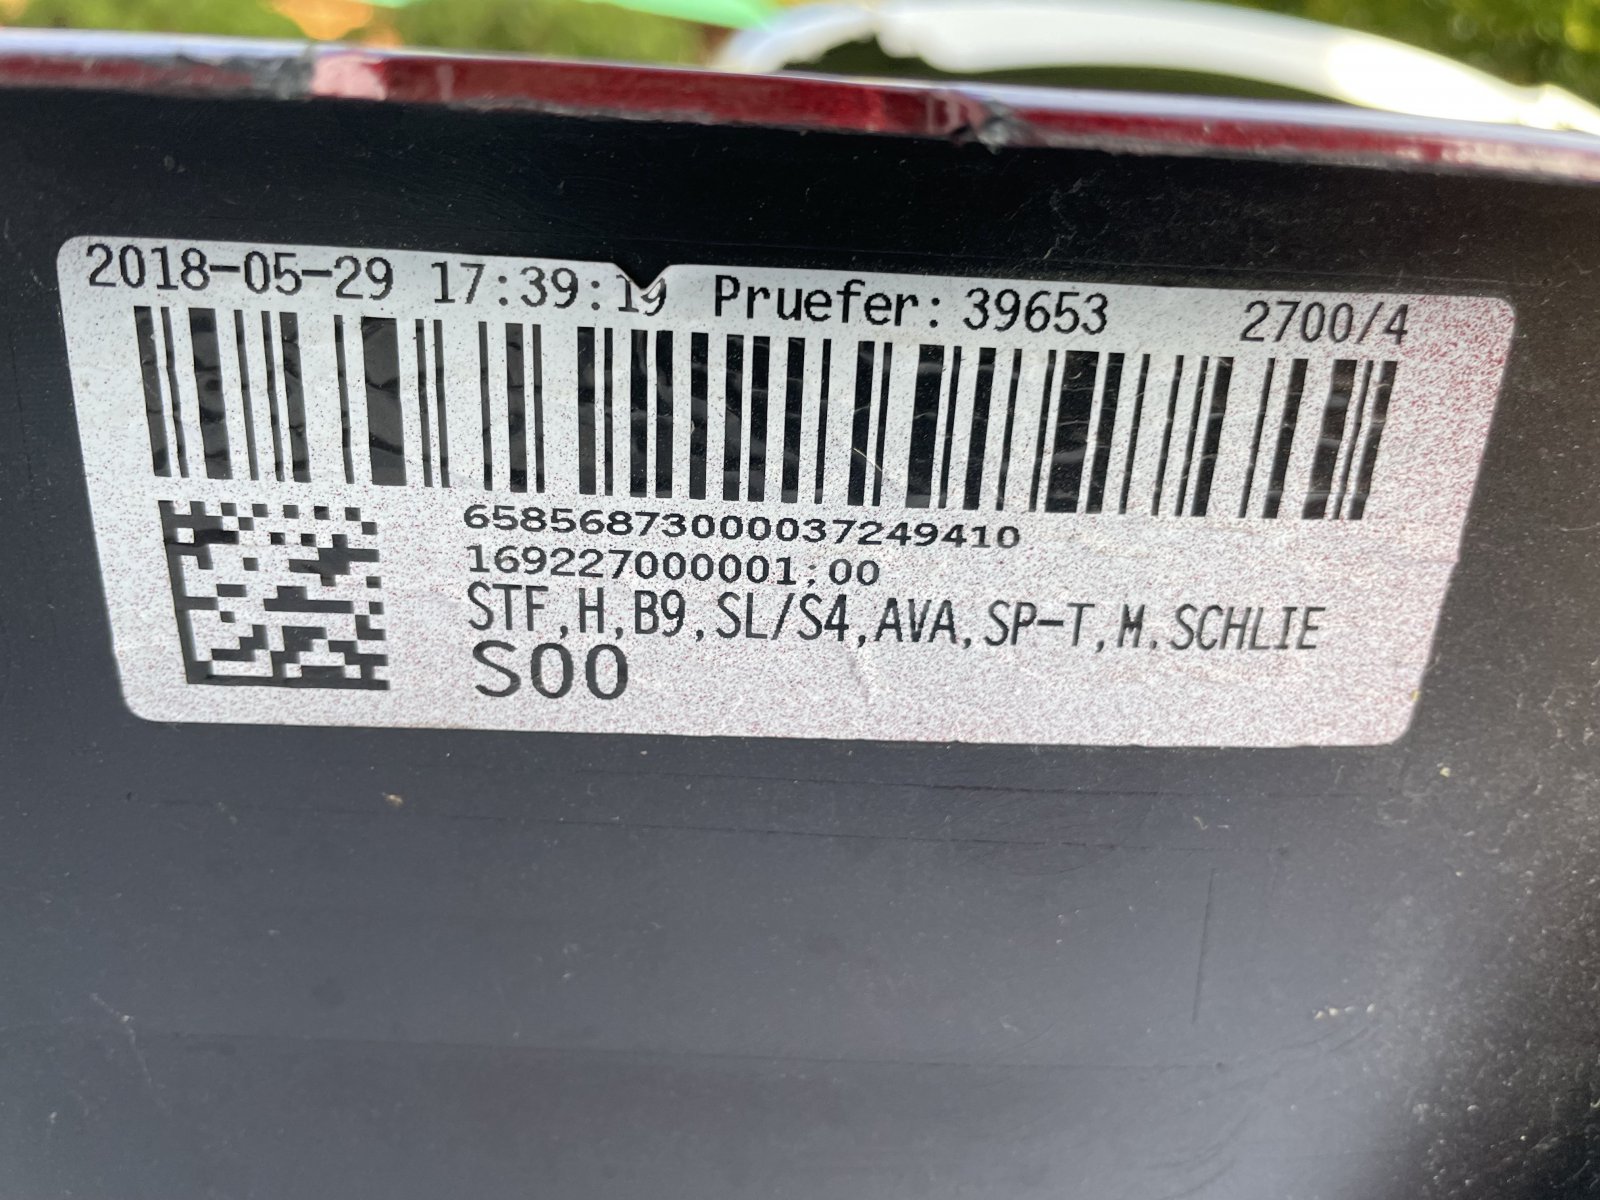 2018-05-29 17:39:19 Pruefer: 39653 2700/4
65856873000037249410
169227000001:00
STF,H,B9,SL/S4,AVA,SP-T,M.SCHLIE
S00